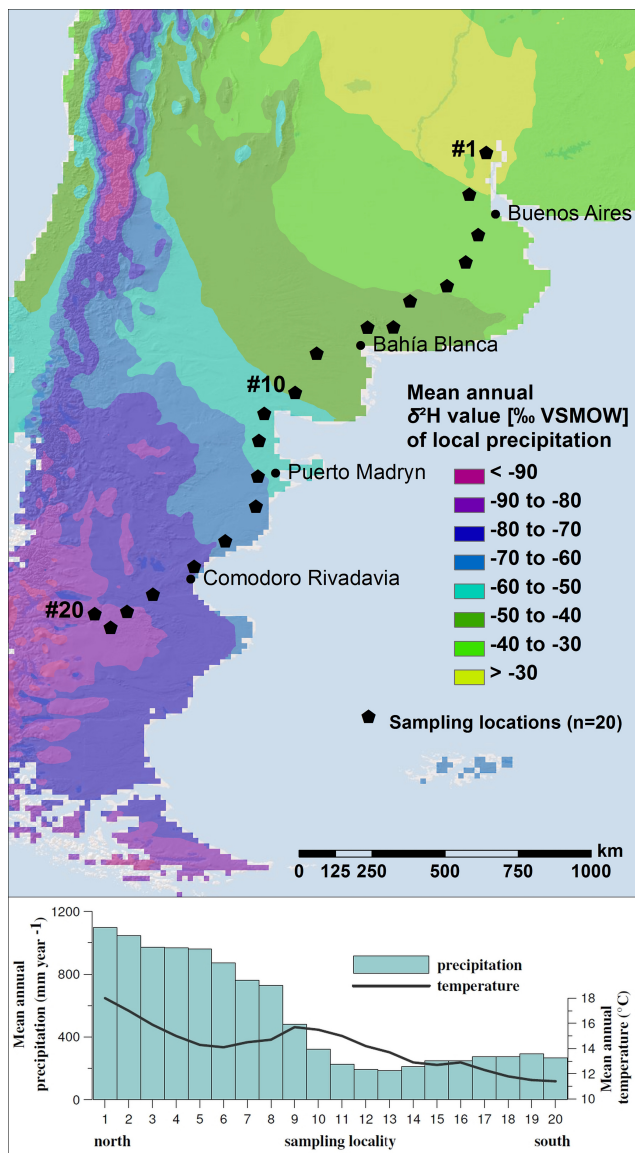 #1
Buenos Aires
Bahía Blanca
#10
Mean annual
δ²H value [‰ VSMOW]
of local precipitation
< -90
-90 to -80
-80 to -70
-70 to -60
-60 to -50
-50 to -40
-40 to -30
> -30
Puerto Madryn
Comodoro Rivadavia
#20
Sampling locations (n=20)
km
0 125 250 500 750 1000
Mean annual
precipitation (mm year -1)
1200
800
400
0
precipitation
temperature
18
16
14
13
12
11
10
Mean annual
temperature (°C)
1 2 3 4 5 6 7 8 9 10 11 12 13 14 15 16 17 18 19 20
north sampling locality south